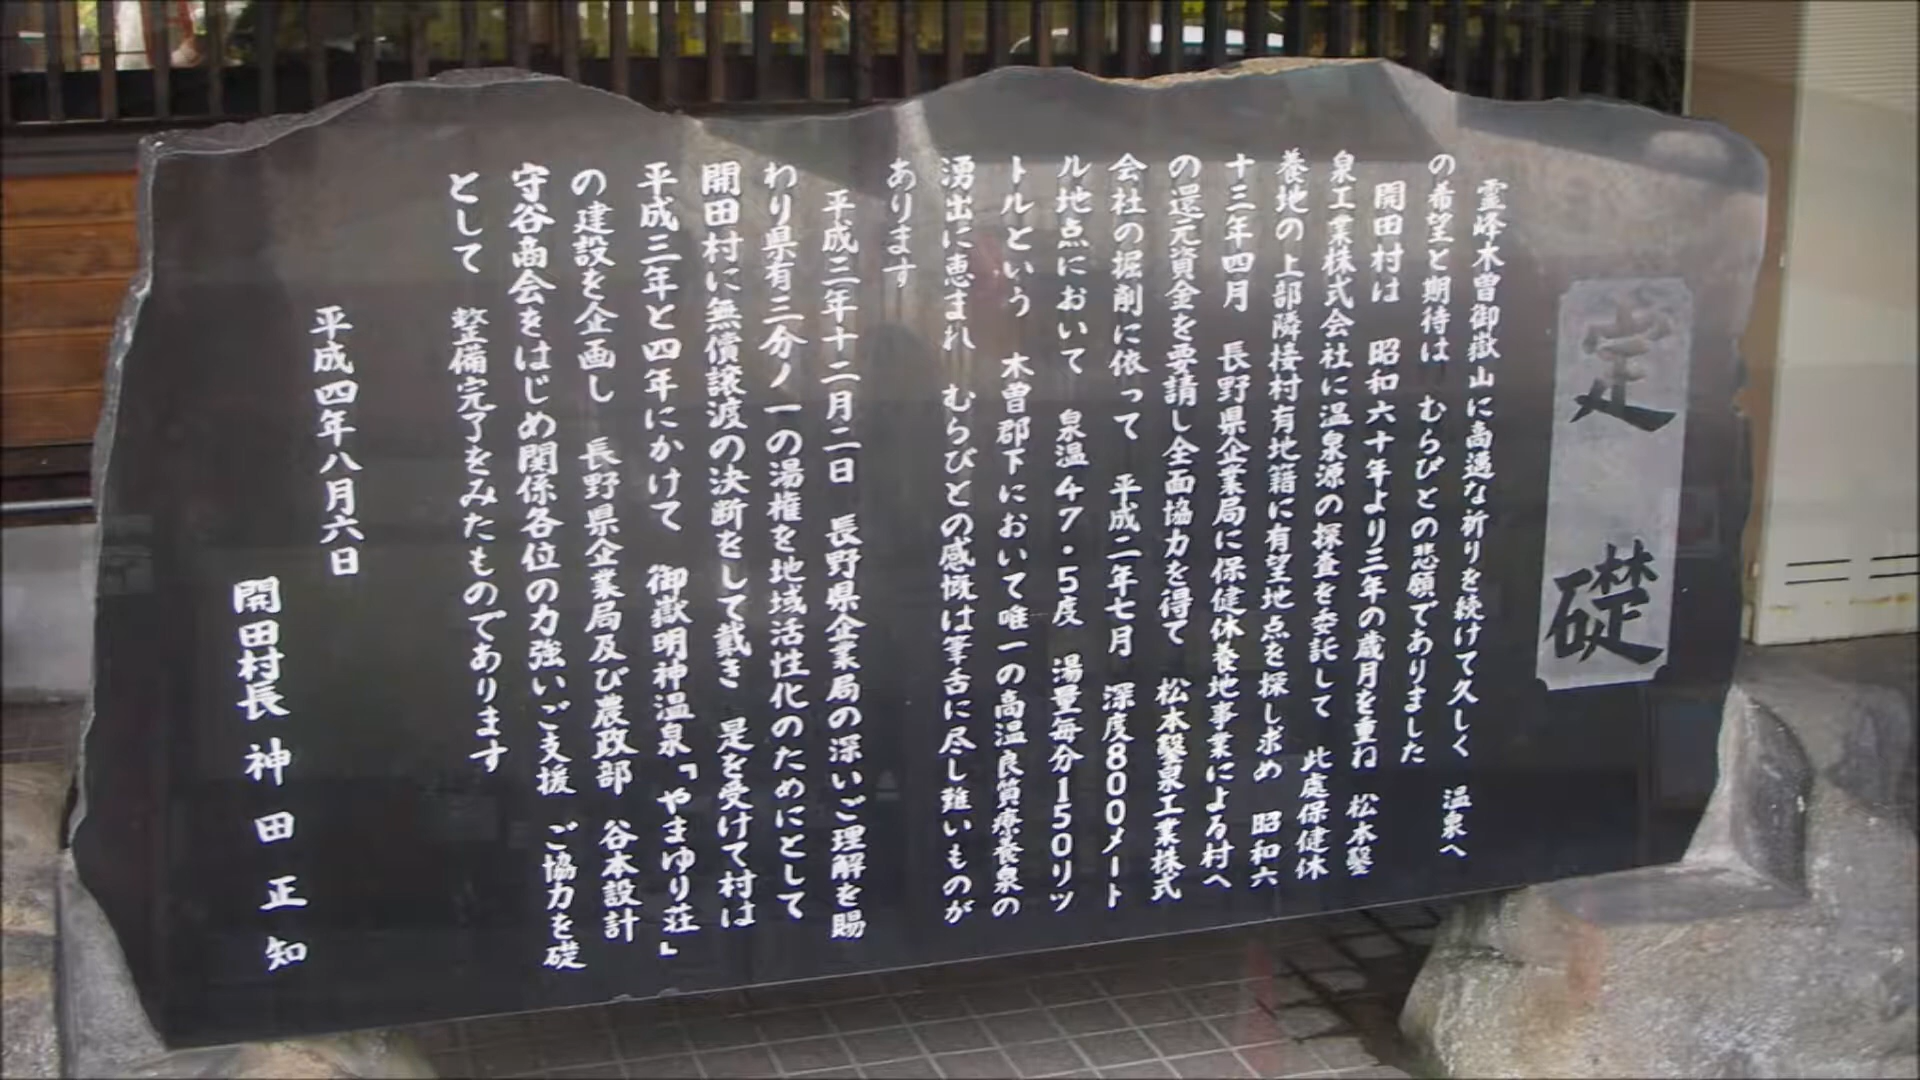 定礎
霊峰木曽御嶽山に高邁な祈りを続けて久しく　温泉へ
の希望と期待は　むらびとの悲願でありました
開田村は　昭和六十年より三年の歳月を重ね　松本鑿
泉工業株式会社に温泉源の探査を委託して　此處保健休
養地の上部隣接村有地籍に有望地点を探し求め　昭和六
十三年四月　長野県企業局に保健休養地事業による村へ
の還元資金を要請し全面協力を得て　松本鑿泉工業株式
会社の掘削に依って　平成二年七月　深度800メート
ル地点において　泉温47・5度　湯量毎分150リッ
トルという　木曽郡下において唯一の高温良質療養泉の
湧出に恵まれ　むらびとの感慨は筆舌に尽し難いものが
あります
平成三年十二月二日　長野県企業局の深いご理解を賜
わり県有三分ノ一の湯権を地域活性化のためにとして
開田村に無償譲渡の決断をして戴き　是を受けて村は
平成三年と四年にかけて　御嶽明神温泉「やまゆり荘」
の建設を企画し　長野県企業局及び農政部　谷本設計
守谷商会をはじめ関係各位の力強いご支援　ご協力を礎
として　整備完了をみたものであります
平成四年八月六日
開田村長　神田正知